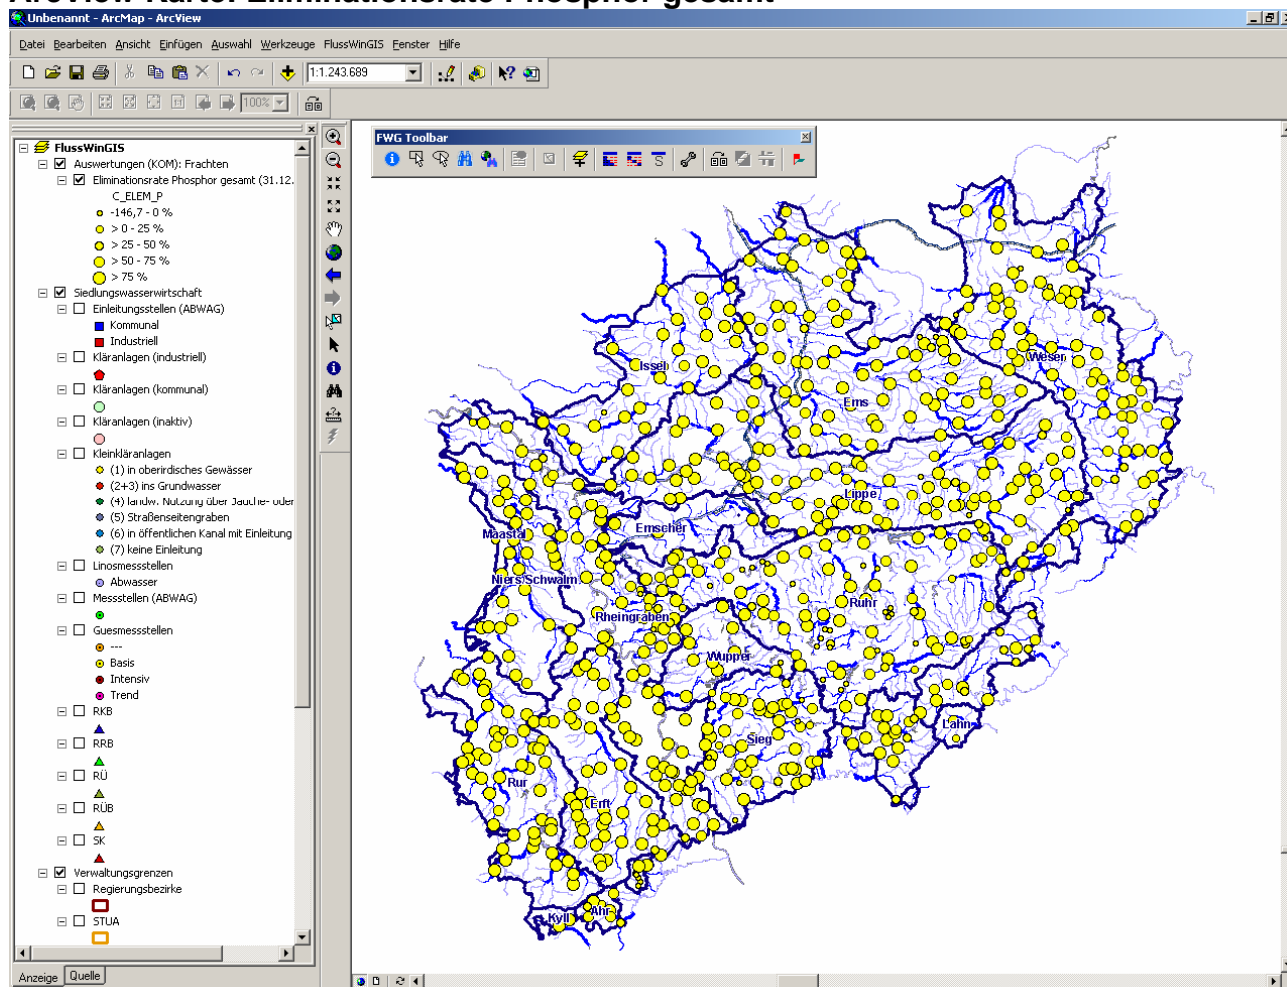 ArcView-Karte: Eliminationsrate Phosphor gesamt
Unbenannt - ArcMap - ArcView
Datei Bearbeiten Ansicht Einfügen Auswahl Werkzeuge FlussWinGIS Fenster Hilfe
1:1.243.689
100%
FWG Toolbar
FlussWinGIS
Auswertungen (KOM): Frachten
Eliminationsrate Phosphor gesamt (31.12.
C_ELEM_P
-146,7 - 0 %
> 0 - 25 %
> 25 - 50 %
> 50 - 75 %
> 75 %
Siedlungswasserwirtschaft
Einleitungsstellen (ABWAG)
Kommunal
Industriell
Kläranlagen (industriell)
Kläranlagen (kommunal)
Kläranlagen (inaktiv)
Kleinkläranlagen
(1) in oberirdisches Gewässer
(2+3) ins Grundwasser
(4) landw. Nutzung über Jauche- oder
(5) Straßenseitengraben
(6) in öffentlichen Kanal mit Einleitung
(7) keine Einleitung
Linosmessstellen
Abwasser
Messstellen (ABWAG)
Guesmessstellen
---
Basis
Intensiv
Trend
RKB
RRB
RÜ
RÜB
SK
Verwaltungsgrenzen
Regierungsbezirke
STUA
Anzeige Quelle
Weser
Issel
Ems
Lippe
Emscher
Maastal
Niers/Schwalm
Ruhr
Rheingraben
Wupper
Lahn
Sieg
Rur
Erft
Ahr
Kyll